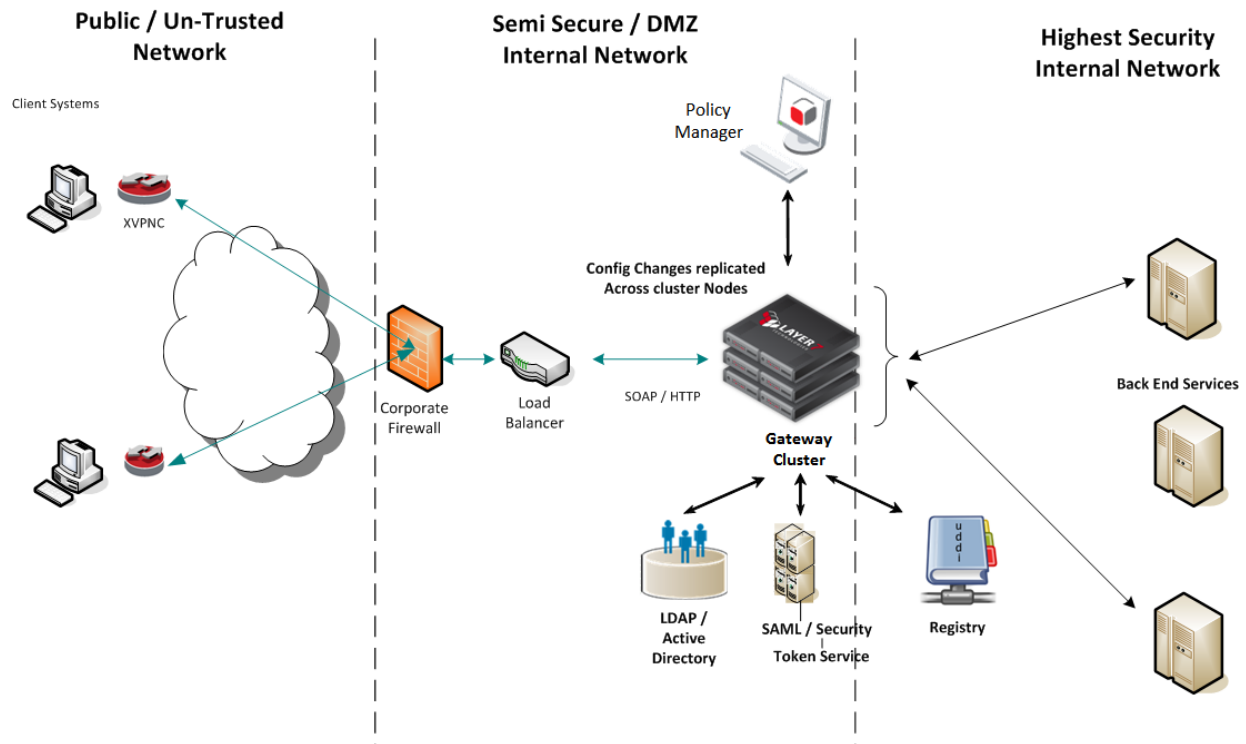 Public / Un-Trusted
Network
Semi Secure / DMZ
Internal Network
Highest Security
Internal Network
Client Systems
XVPNC
Policy
Manager
Config Changes replicated
Across cluster Nodes
LAYER 7
Corporate
Firewall
Load
Balancer
SOAP / HTTP
Gateway
Cluster
Back End Services
LDAP /
Active
Directory
SAML / Security
Token Service
uddi
Registry